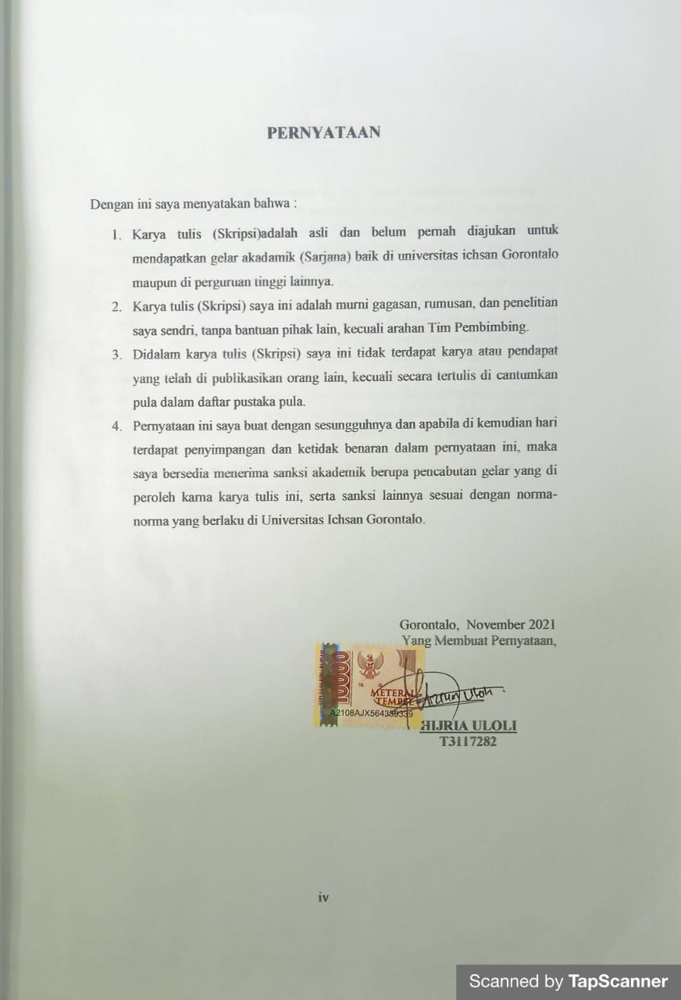 PERNYATAAN
Dengan ini saya menyatakan bahwa :
1. Karya tulis (Skripsi)adalah asli dan belum pernah diajukan untuk
mendapatkan gelar akadamik (Sarjana) baik di universitas ichsan Gorontalo
maupun di perguruan tinggi lainnya.
2. Karya tulis (Skripsi) saya ini adalah murni gagasan, rumusan, dan penelitian
saya sendri, tanpa bantuan pihak lain, kecuali arahan Tim Pembimbing.
3. Didalam karya tulis (Skripsi) saya ini tidak terdapat karya atau pendapat
yang telah di publikasikan orang lain, kecuali secara tertulis di cantumkan
pula dalam daftar pustaka pula.
4. Pernyataan ini saya buat dengan sesungguhnya dan apabila di kemudian hari
terdapat penyimpangan dan ketidak benaran dalam pernyataan ini, maka
saya bersedia menerima sanksi akademik berupa pencabutan gelar yang di
peroleh karna karya tulis ini, serta sanksi lainnya sesuai dengan norma-
norma yang berlaku di Universitas Ichsan Gorontalo.
Gorontalo, November 2021
Yang Membuat Pernyataan,
10000
METERAI
TEMPEL
A2108AJX564339339
HIJRIA ULOLI
T3117282
iv
Scanned by TapScanner